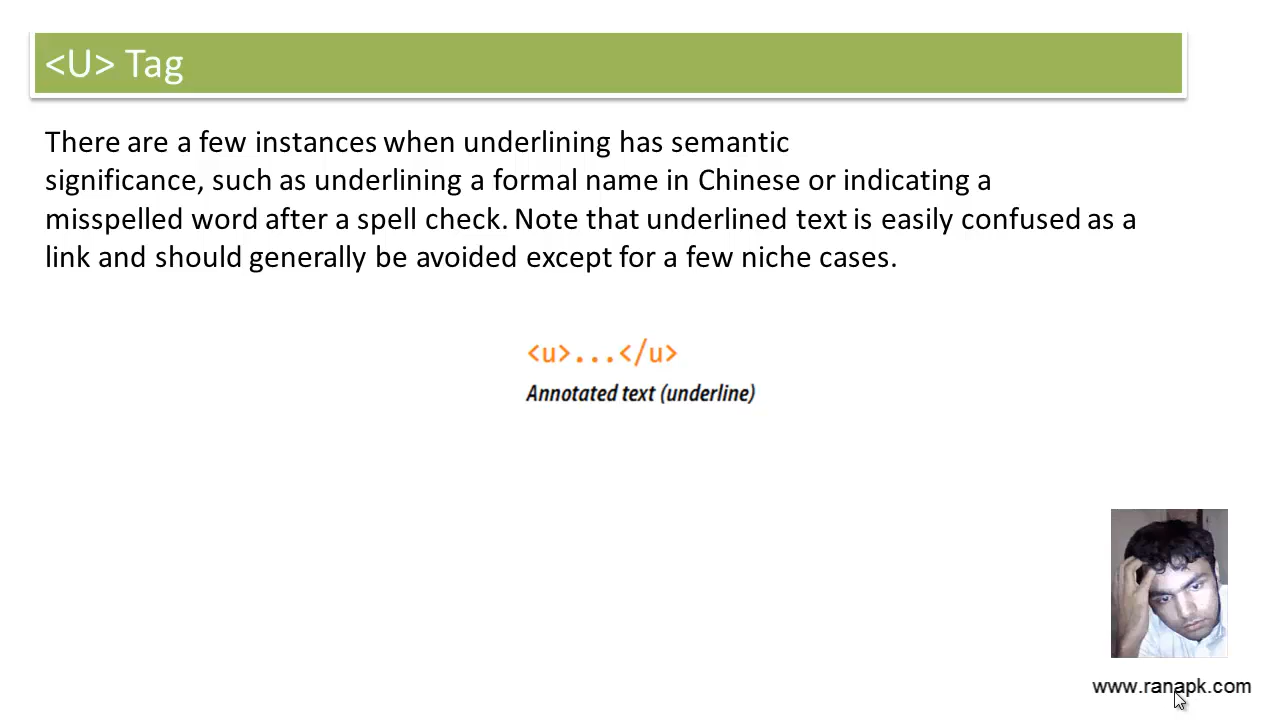 <U> Tag
There are a few instances when underlining has semantic
significance, such as underlining a formal name in Chinese or indicating a
misspelled word after a spell check. Note that underlined text is easily confused as a
link and should generally be avoided except for a few niche cases.
<u>...</u>
Annotated text (underline)
www.ranapk.com